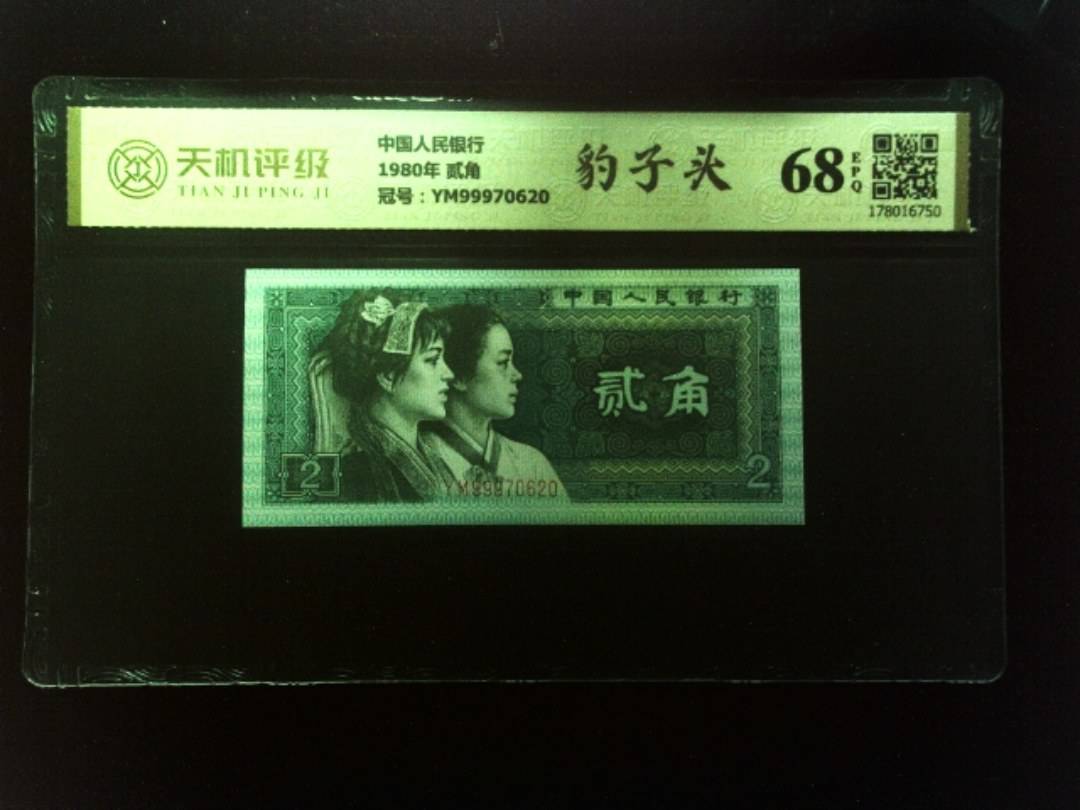 天机评级
TIAN JI PING JI
中国人民银行
1980年 贰角
冠号：YM99970620
豹子头
68
EPQ
178016750
中国人民银行
贰角
2
2
YM99970620